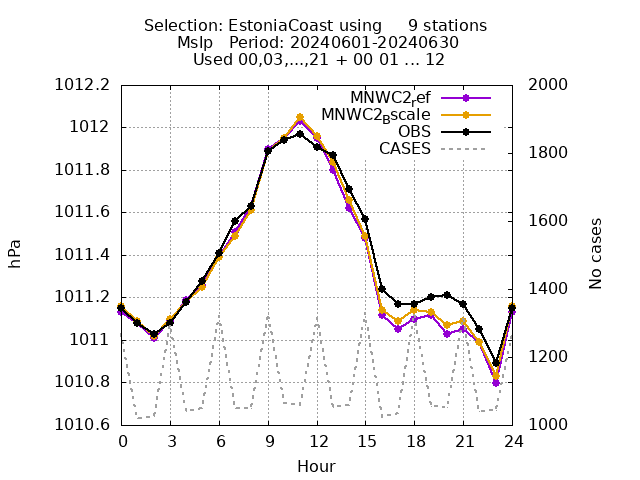 Selection: EstoniaCoast using     9 stations
Mslp   Period: 20240601-20240630
Used 00,03,...,21 + 00 01 ... 12
1012.2
1012
1011.8
1011.6
1011.4
1011.2
1011
1010.8
1010.6
hPa
MNWC2ref
MNWC2Bscale
OBS
CASES
2000
1800
1600
1400
1200
1000
No cases
0 3 6 9 12 15 18 21 24
Hour